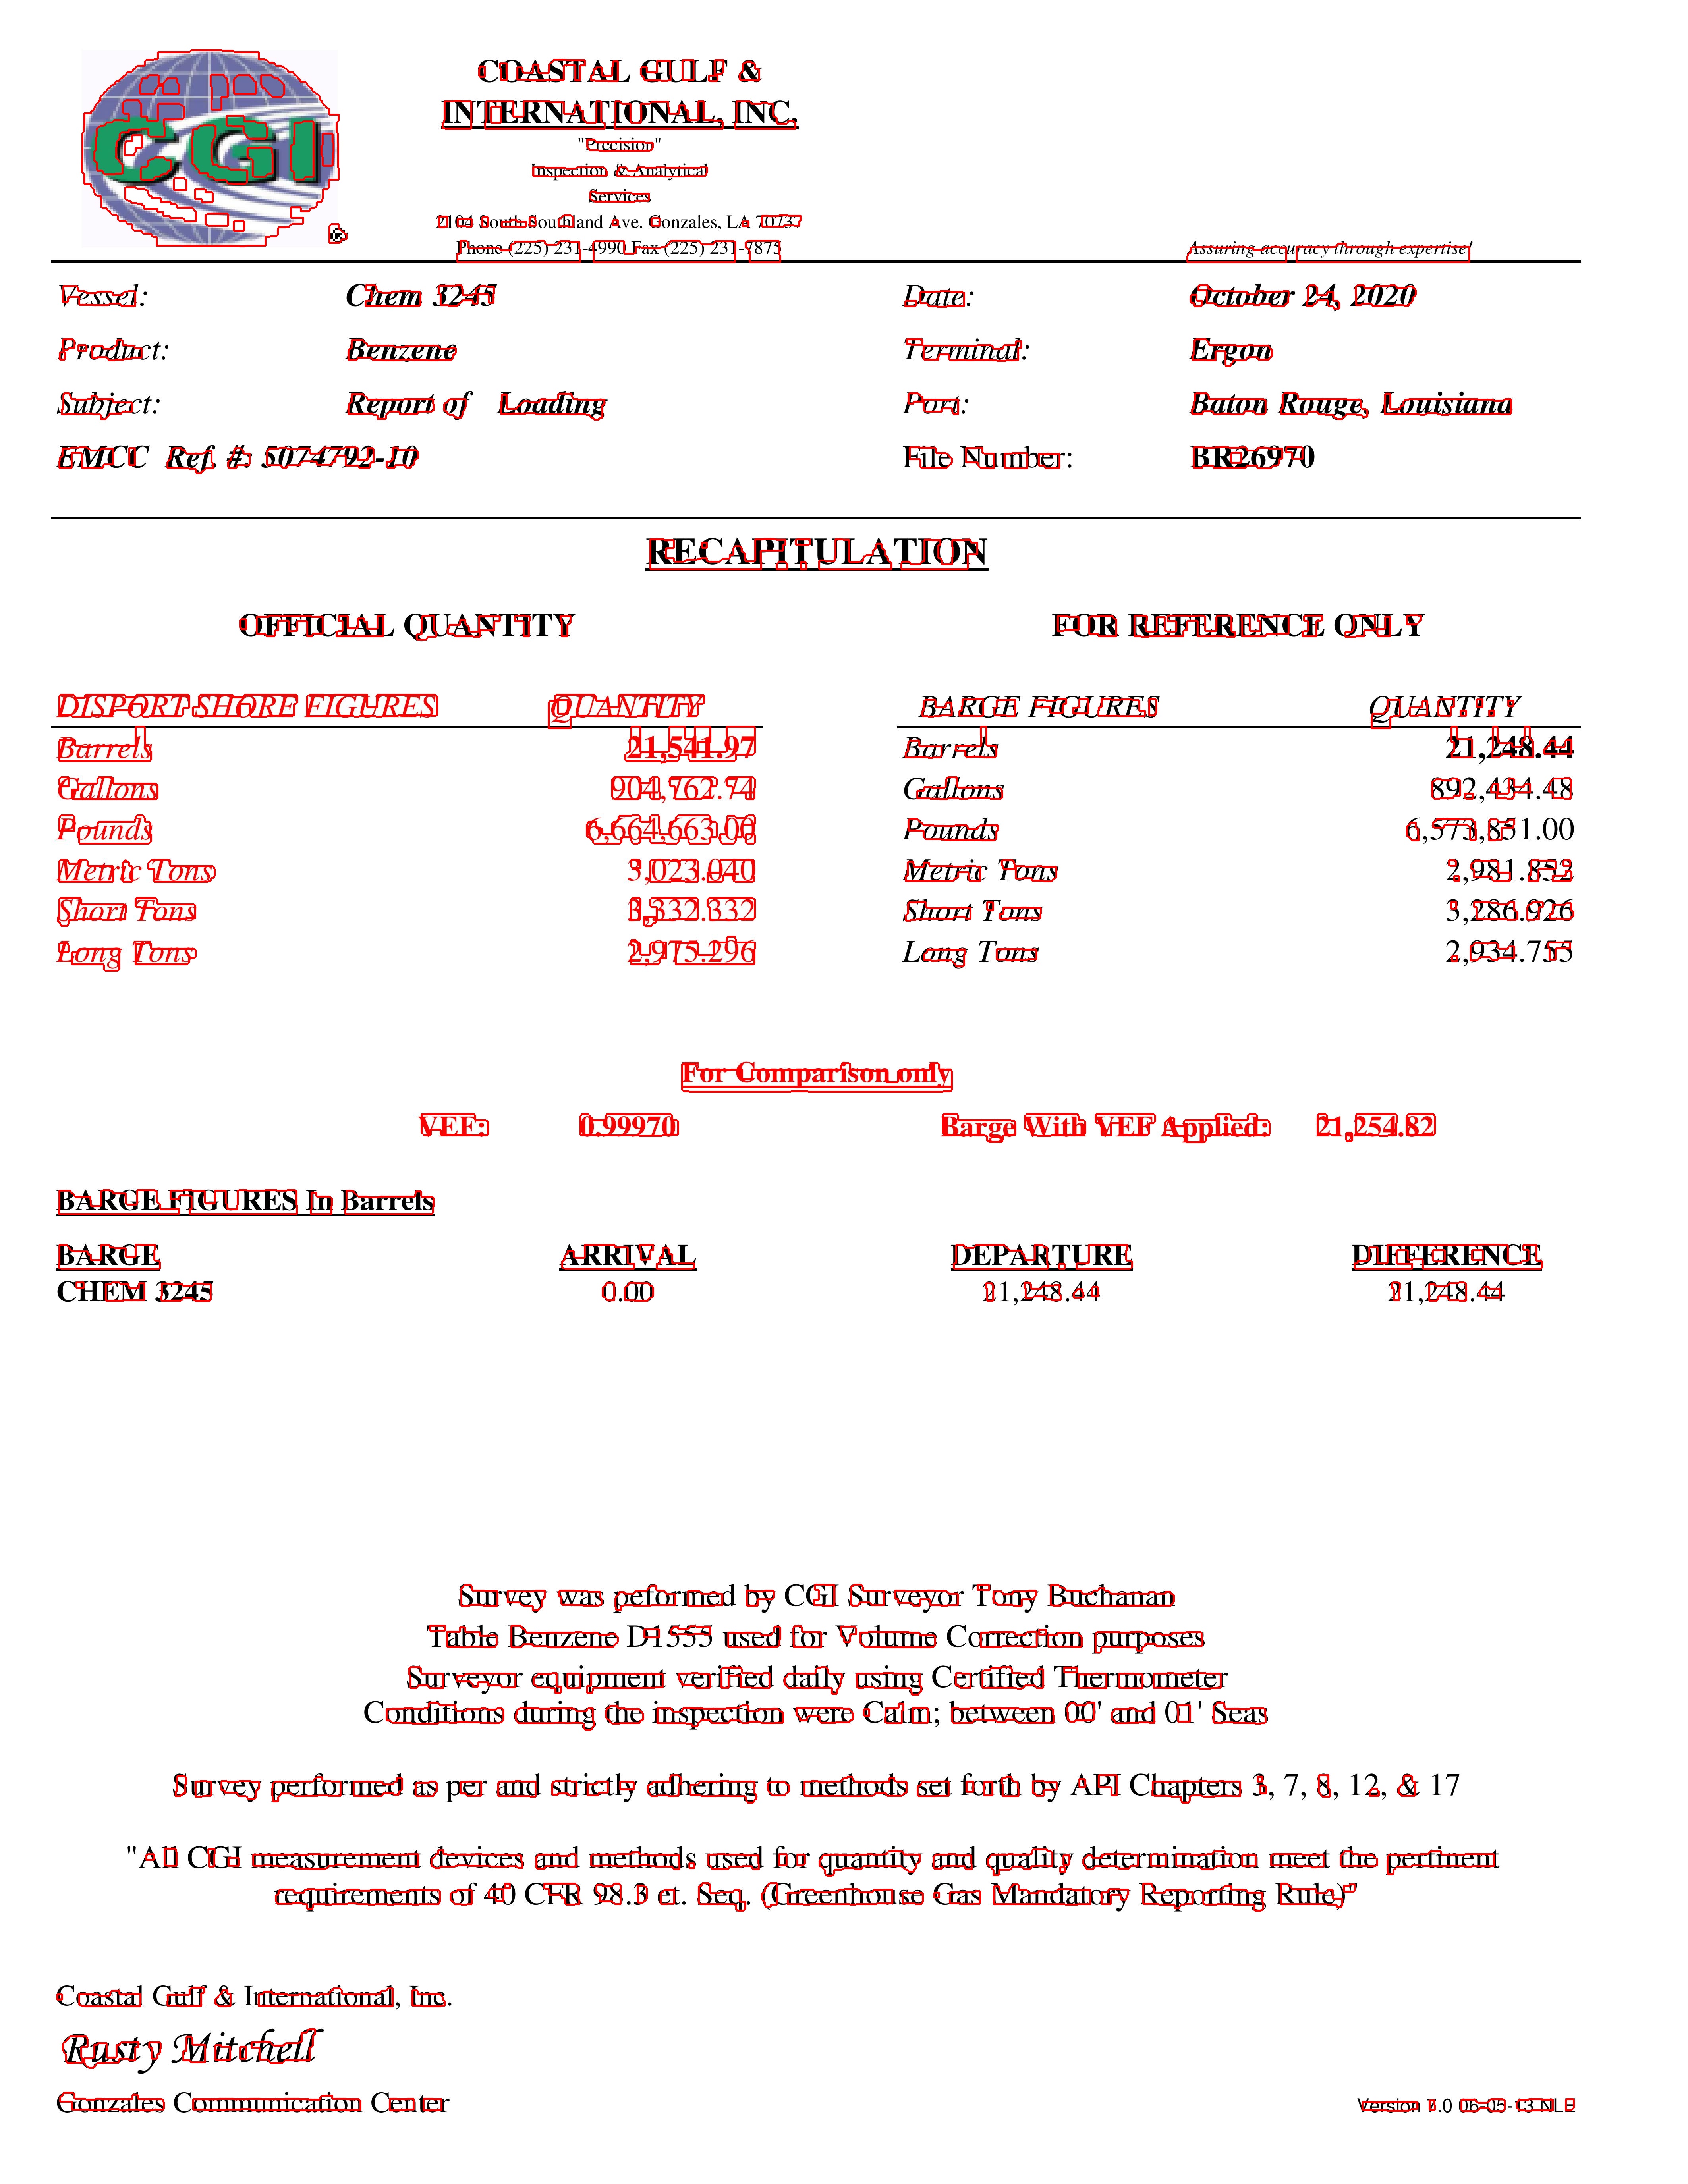 CGI
®
COASTAL GULF &
INTERNATIONAL, INC.
"Precision"
Inspection & Analytical
Services
2104 South Southland Ave. Gonzales, LA 70737
Phone (225) 231-4990 Fax (225) 231-7875
Assuring accuracy through expertise!
Vessel: Chem 3245 Date: October 24, 2020
Product: Benzene Terminal: Ergon
Subject: Report of Loading Port: Baton Rouge, Louisiana
EMCC Ref. #: 5074792-10 File Number: BR26970
RECAPITULATION
OFFICIAL QUANTITY FOR REFERENCE ONLY
DISPORT SHORE FIGURES QUANTITY BARGE FIGURES QUANTITY
Barrels 21,541.97 Barrels 21,248.44
Gallons 904,762.74 Gallons 892,434.48
Pounds 6,664,663.00 Pounds 6,573,851.00
Metric Tons 3,023.040 Metric Tons 2,981.852
Short Tons 3,332.332 Short Tons 3,286.926
Long Tons 2,975.296 Long Tons 2,934.755
For Comparison only
VEF: 0.99970 Barge With VEF Applied: 21,254.82
BARGE FIGURES In Barrels
BARGE ARRIVAL DEPARTURE DIFFERENCE
CHEM 3245 0.00 21,248.44 21,248.44
Survey was peformed by CGI Surveyor Tony Buchanan
Table Benzene D1555 used for Volume Correction purposes
Surveyor equipment verified daily using Certified Thermometer
Conditions during the inspection were Calm; between 00' and 01' Seas
Survey performed as per and strictly adhering to methods set forth by API Chapters 3, 7, 8, 12, & 17
"All CGI measurement devices and methods used for quantity and quality determination meet the pertinent
requirements of 40 CFR 98.3 et. Seq. (Greenhouse Gas Mandatory Reporting Rule)"
Coastal Gulf & International, Inc.
Rusty Mitchell
Gonzales Communication Center
Version 7.0 06-05-13 NLE